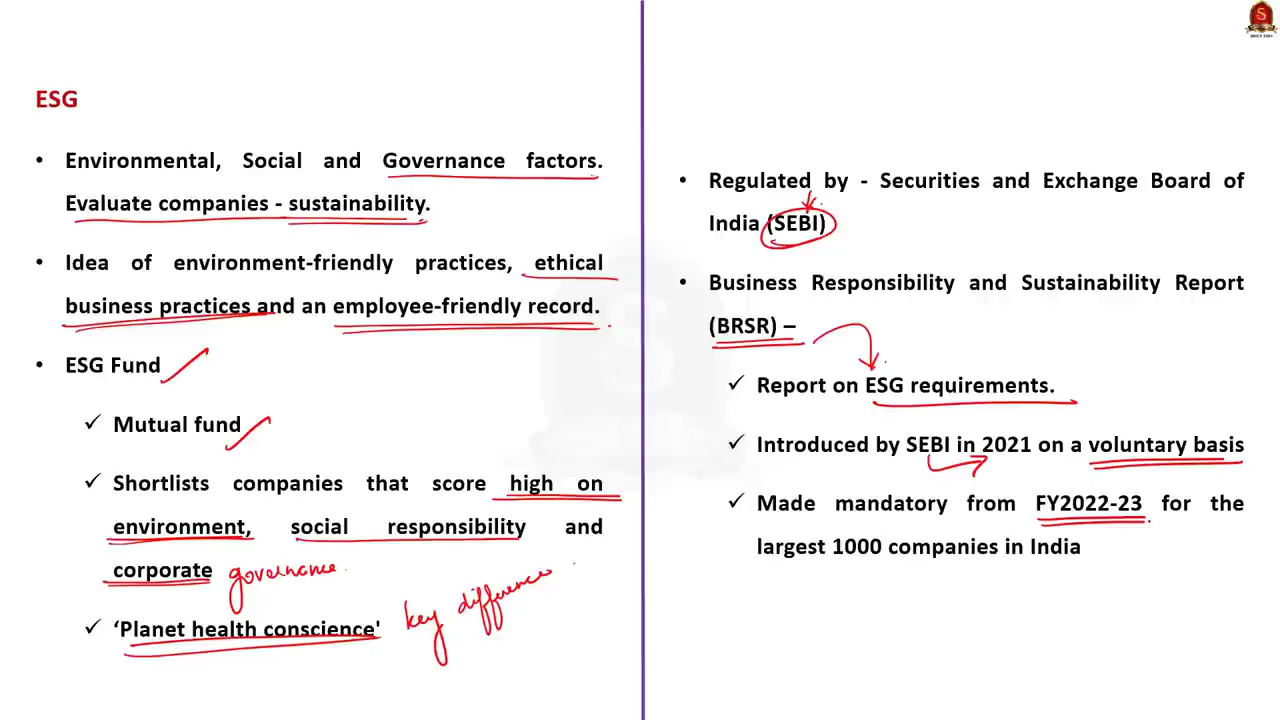 ESG
• Environmental, Social and Governance factors.
Evaluate companies - sustainability.
• Idea of environment-friendly practices, ethical
business practices and an employee-friendly record.
• ESG Fund
✓ Mutual fund
✓ Shortlists companies that score high on
environment, social responsibility and
corporate governance
✓ ‘Planet health conscience' key difference
• Regulated by - Securities and Exchange Board of
India (SEBI)
• Business Responsibility and Sustainability Report
(BRSR) –
✓ Report on ESG requirements.
✓ Introduced by SEBI in 2021 on a voluntary basis
✓ Made mandatory from FY2022-23 for the
largest 1000 companies in India